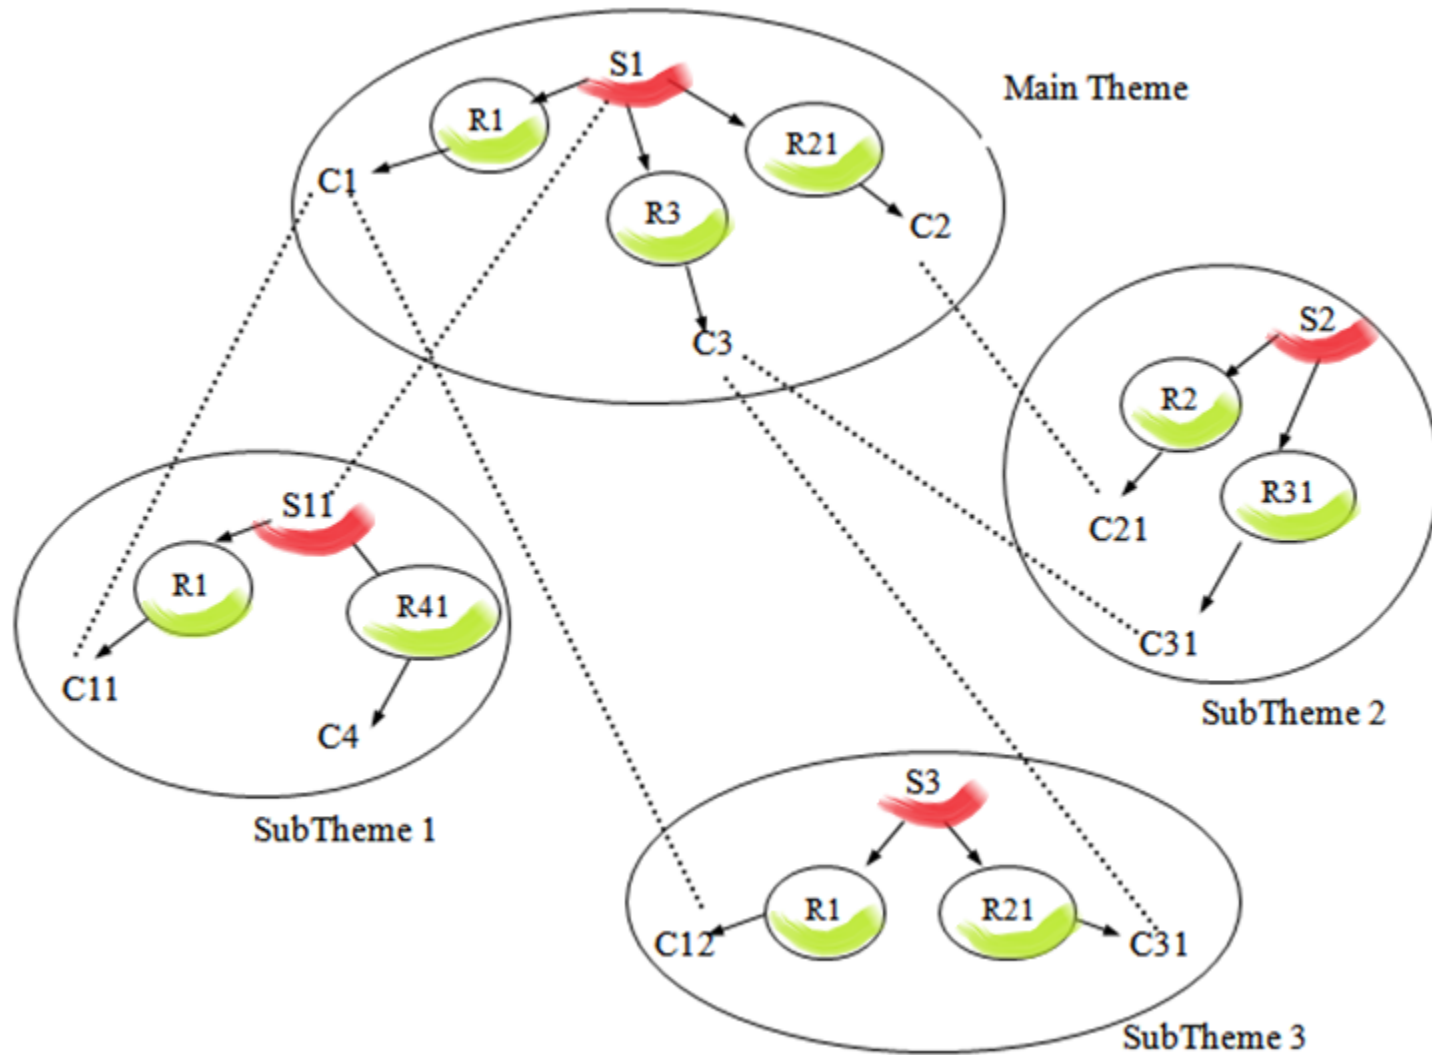 S1
Main Theme
R1
R21
C1
R3
C2
C3
S2
R2
S11
R31
C21
R1
R41
C31
C11
SubTheme 2
C4
S3
SubTheme 1
R1
R21
C12
C31
SubTheme 3